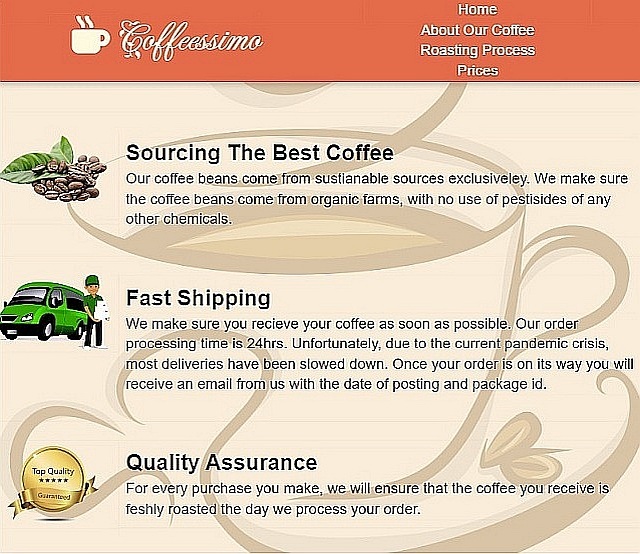 Coffeessimo
Home
About Our Coffee
Roasting Process
Prices
Sourcing The Best Coffee
Our coffee beans come from sustianable sources exclusiveley. We make sure
the coffee beans come from organic farms, with no use of pestisides of any
other chemicals.
Fast Shipping
We make sure you recieve your coffee as soon as possible. Our order
processing time is 24hrs. Unfortunately, due to the current pandemic crisis,
most deliveries have been slowed down. Once your order is on its way you will
receive an email from us with the date of posting and package id.
Top Quality
Guaranteed
Quality Assurance
For every purchase you make, we will ensure that the coffee you receive is
feshly roasted the day we process your order.